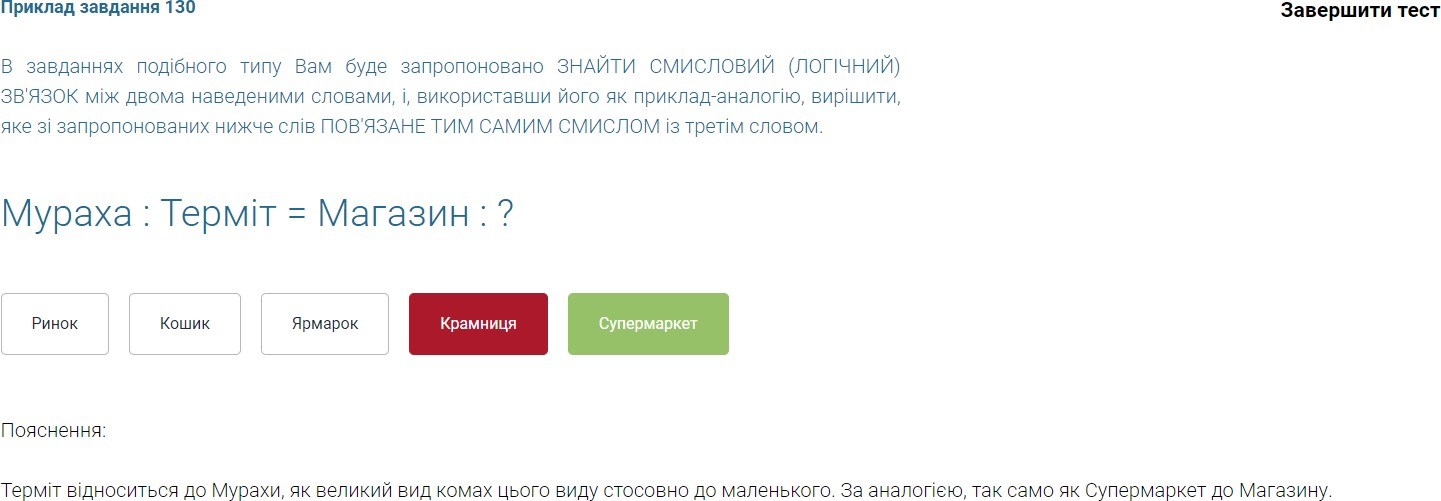 Приклад завдання 130
Завершити тест
В завданнях подібного типу Вам буде запропоновано ЗНАЙТИ СМИСЛОВИЙ (ЛОГІЧНИЙ)
ЗВ'ЯЗОК між двома наведеними словами, і, використавши його як приклад-аналогію, вирішити,
яке зі запропонованих нижче слів ПОВ'ЯЗАНЕ ТИМ САМИМ СМИСЛОМ із третім словом.
Мураха : Терміт = Магазин : ?
Ринок
Кошик
Ярмарок
Крамниця
Супермаркет
Пояснення:
Терміт відноситься до Мурахи, як великий вид комах цього виду стосовно до маленького. За аналогією, так само як Супермаркет до Магазину.